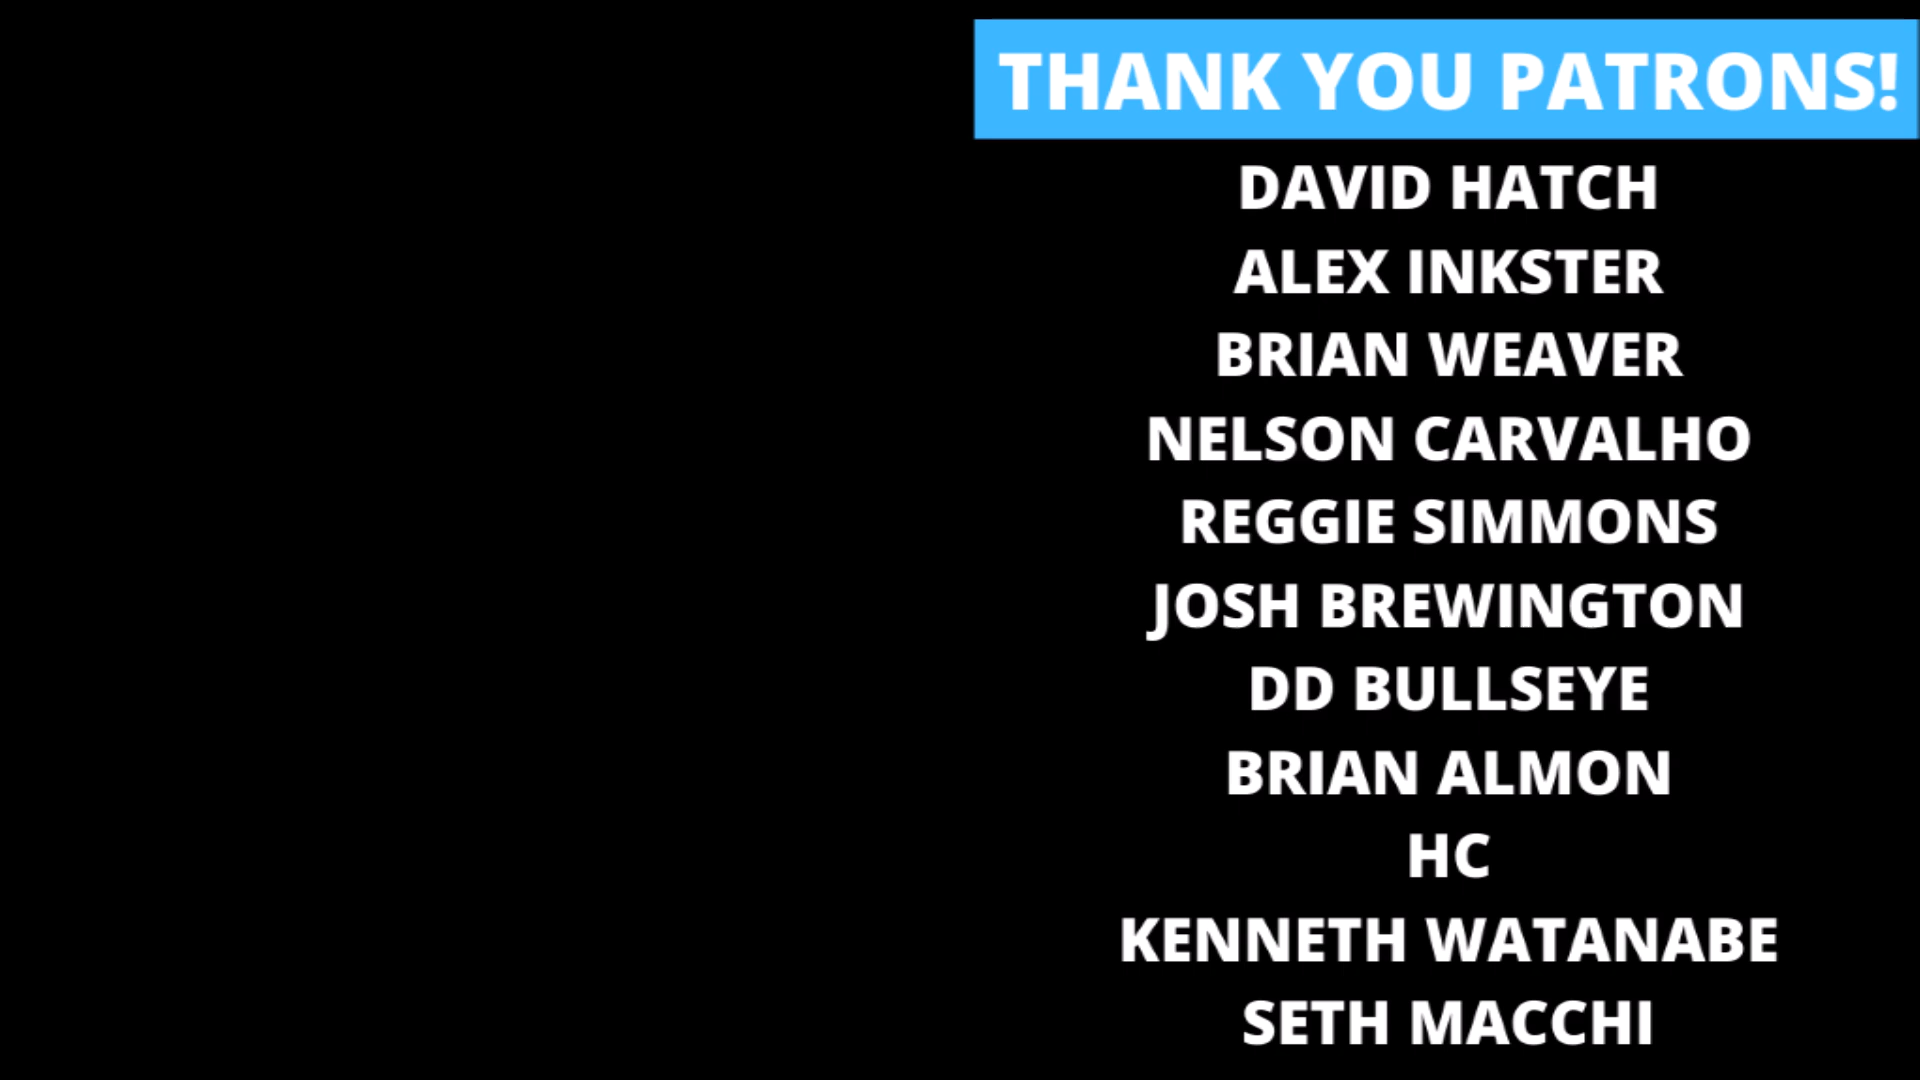 THANK YOU PATRONS!
DAVID HATCH
ALEX INKSTER
BRIAN WEAVER
NELSON CARVALHO
REGGIE SIMMONS
JOSH BREWINGTON
DD BULLSEYE
BRIAN ALMON
HC
KENNETH WATANABE
SETH MACCHI